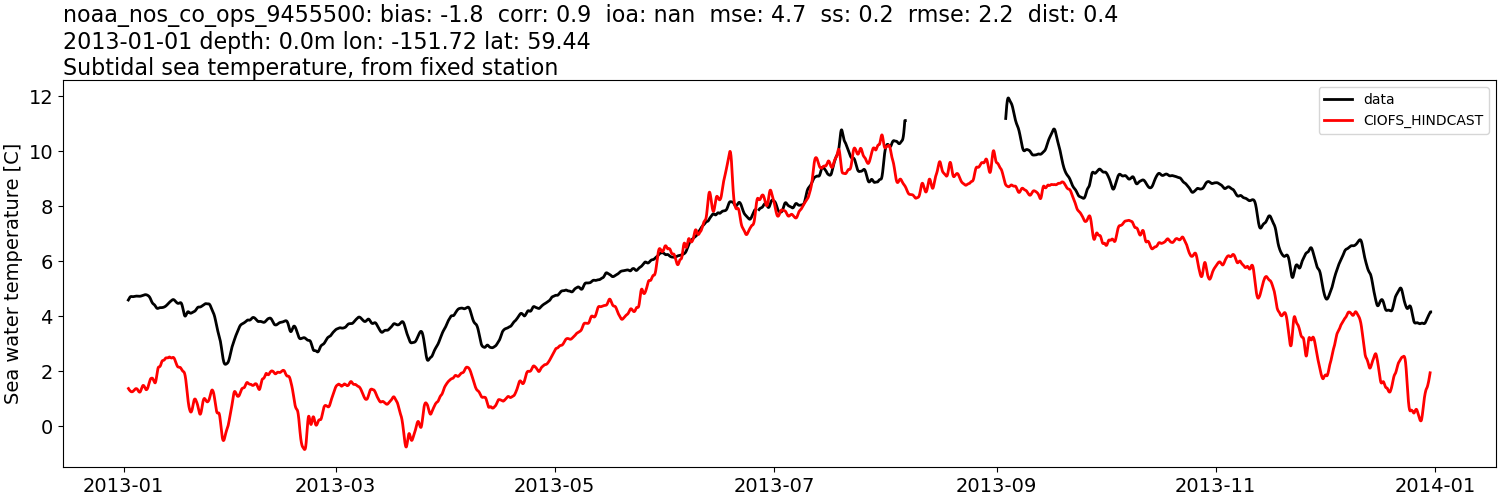 noaa_nos_co_ops_9455500: bias: -1.8  corr: 0.9  ioa: nan  mse: 4.7  ss: 0.2  rmse: 2.2  dist: 0.4
2013-01-01 depth: 0.0m lon: -151.72 lat: 59.44
Subtidal sea temperature, from fixed station
Sea water temperature [C]
12
10
8
6
4
2
0
data
CIOFS_HINDCAST
2013-01
2013-03
2013-05
2013-07
2013-09
2013-11
2014-01